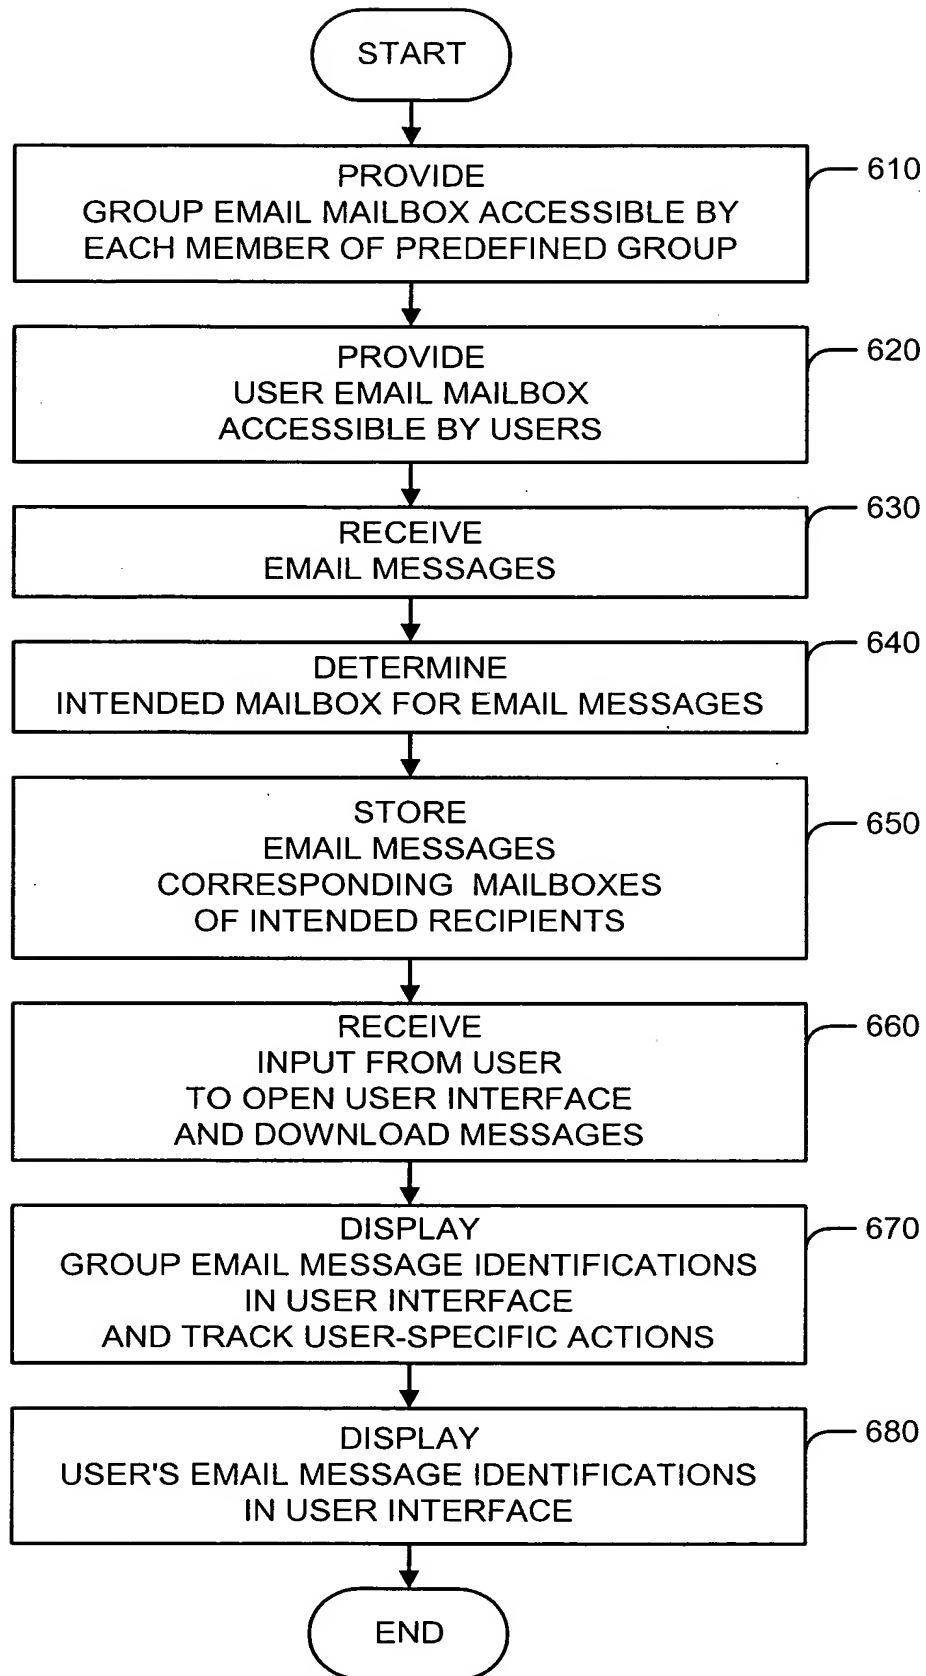 START
PROVIDE
GROUP EMAIL MAILBOX ACCESSIBLE BY
EACH MEMBER OF PREDEFINED GROUP
610
PROVIDE
USER EMAIL MAILBOX
ACCESSIBLE BY USERS
620
RECEIVE
EMAIL MESSAGES
630
DETERMINE
INTENDED MAILBOX FOR EMAIL MESSAGES
640
STORE
EMAIL MESSAGES
CORRESPONDING MAILBOXES
OF INTENDED RECIPIENTS
650
RECEIVE
INPUT FROM USER
TO OPEN USER INTERFACE
AND DOWNLOAD MESSAGES
660
DISPLAY
GROUP EMAIL MESSAGE IDENTIFICATIONS
IN USER INTERFACE
AND TRACK USER-SPECIFIC ACTIONS
670
DISPLAY
USER'S EMAIL MESSAGE IDENTIFICATIONS
IN USER INTERFACE
680
END